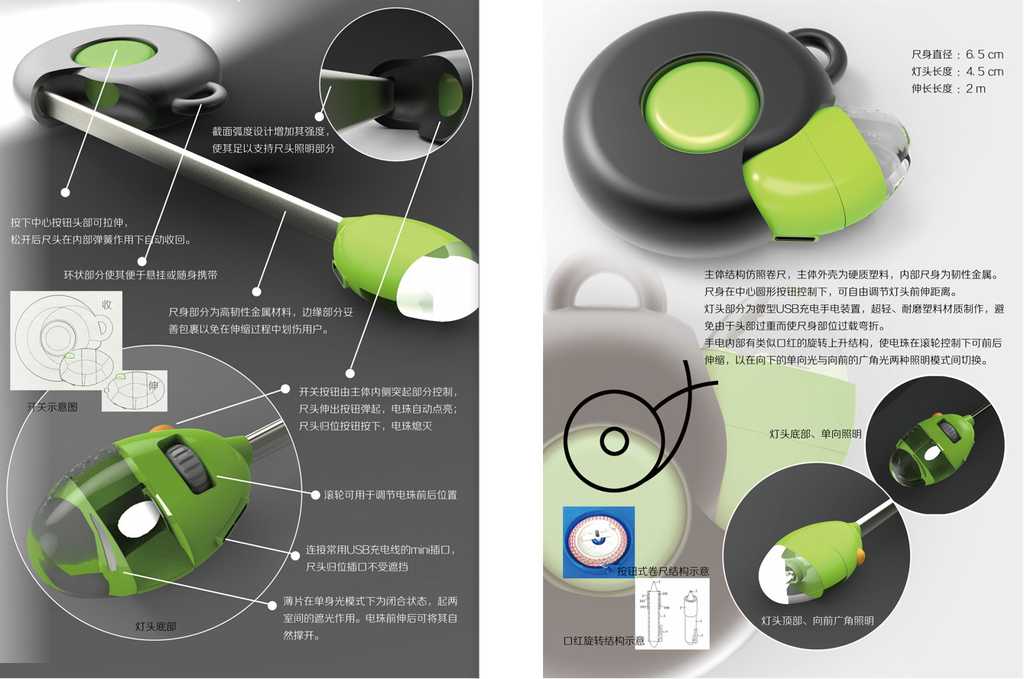 截面弧度设计增加其强度，
使其足以支持尺头照明部分
按下中心按钮头部可拉伸，
松开后尺头在内部弹簧作用下自动收回。
环状部分使其便于悬挂或随身携带
尺身部分为高韧性金属材料，边缘部分妥
善包裹以免在伸缩过程中划伤用户。
收
伸
开关示意图
开关按钮由主体内侧突起部分控制，
尺头伸出按钮弹起，电珠自动点亮；
尺头归位按钮按下，电珠熄灭
滚轮可用于调节电珠前后位置
连接常用USB充电线的mini插口，
尺头归位插口不受遮挡
薄片在单身光模式下为闭合状态，起两
室间的遮光作用。电珠前伸后可将其自
然撑开。
灯头底部
尺身直径：6.5 cm
灯头长度：4.5 cm
伸长长度：2 m
主体结构仿照卷尺，主体外壳为硬质塑料，内部尺身为韧性金属。
尺身在中心圆形按钮控制下，可自由调节灯头前伸距离。
灯头部分为微型USB充电手电装置，超轻、耐磨塑料材质制作，避
免由于头部过重而使尺身部位过载弯折。
手电内部有类似口红的旋转上升结构，使电珠在滚轮控制下可前后
伸缩，以在向下的单向光与向前的广角光两种照明模式间切换。
灯头底部、单向照明
按钮式卷尺结构示意
灯头顶部、向前广角照明
口红旋转结构示意